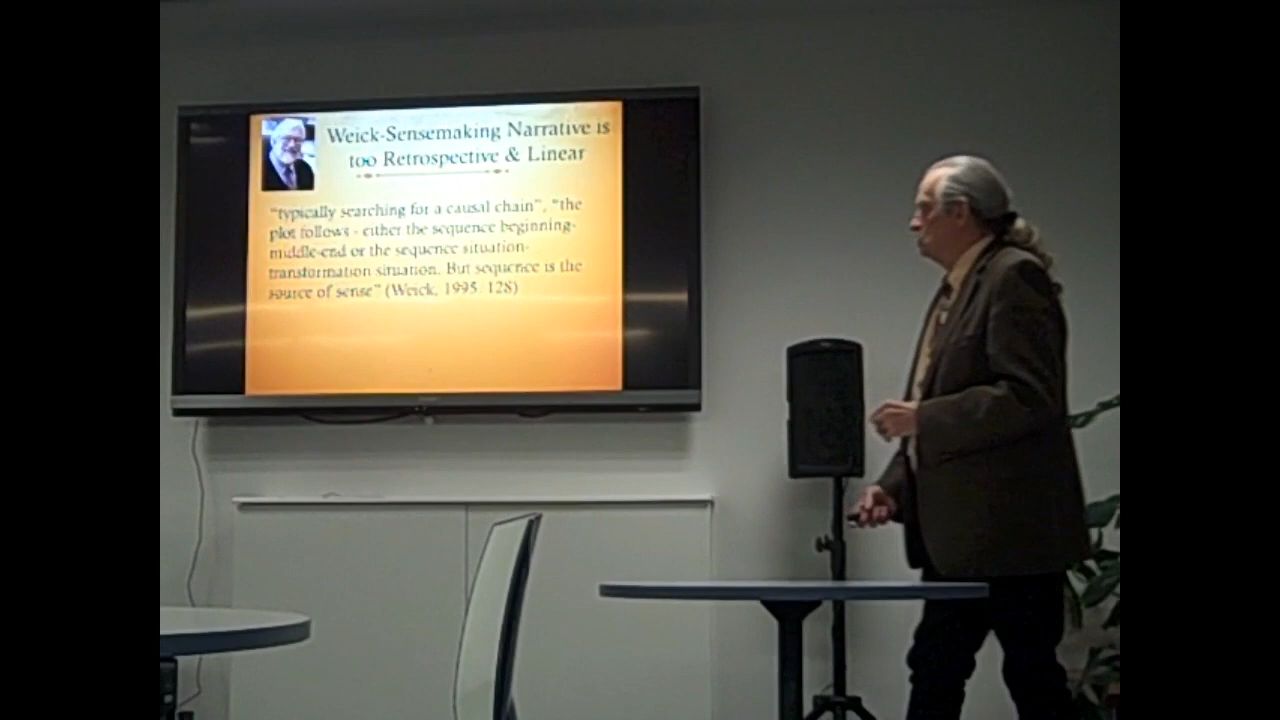 Weick-Sensemaking Narrative is
too Retrospective & Linear
"typically searching for a causal chain", "the
plot follows - either the sequence beginning-
middle-end or the sequence situation-
transformation situation. But sequence is the
source of sense" (Weick, 1995: 128)